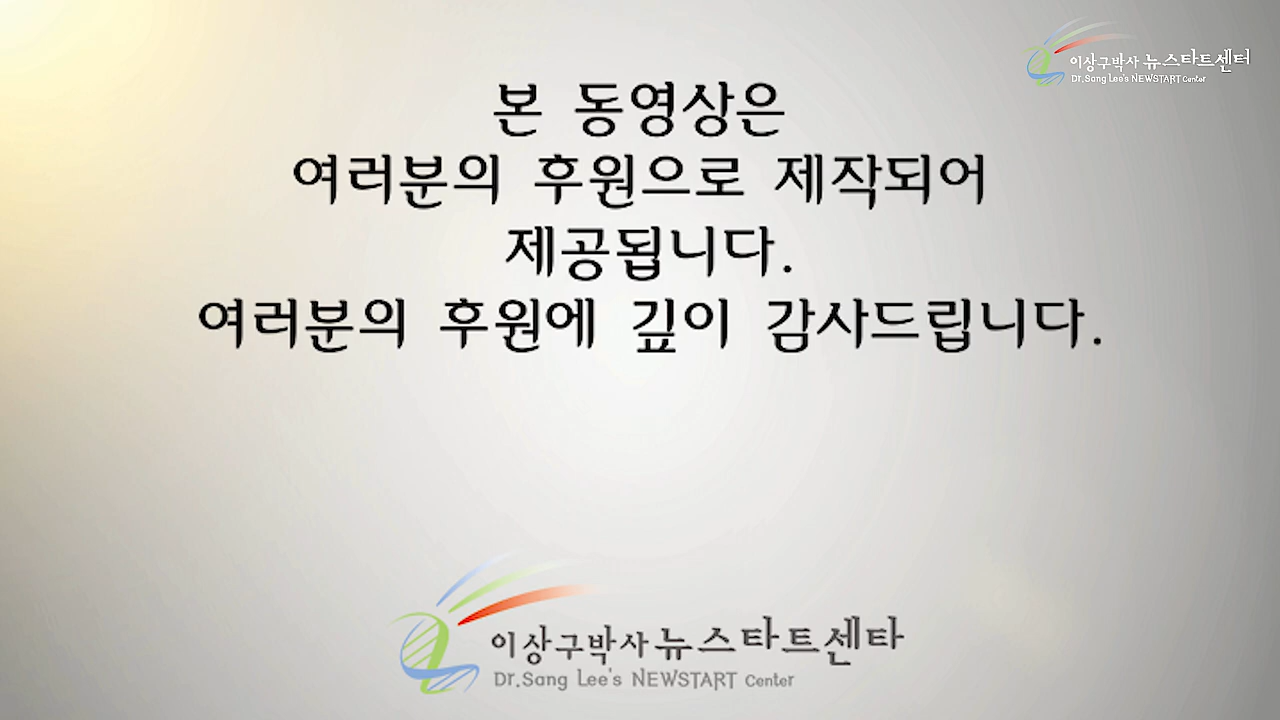 이상구박사 뉴스타트센터
Dr.Sang Lee's NEWSTART Center
본 동영상은
여러분의 후원으로 제작되어
제공됩니다.
여러분의 후원에 깊이 감사드립니다.
이상구박사 뉴스타트센타
Dr.Sang Lee's NEWSTART Center